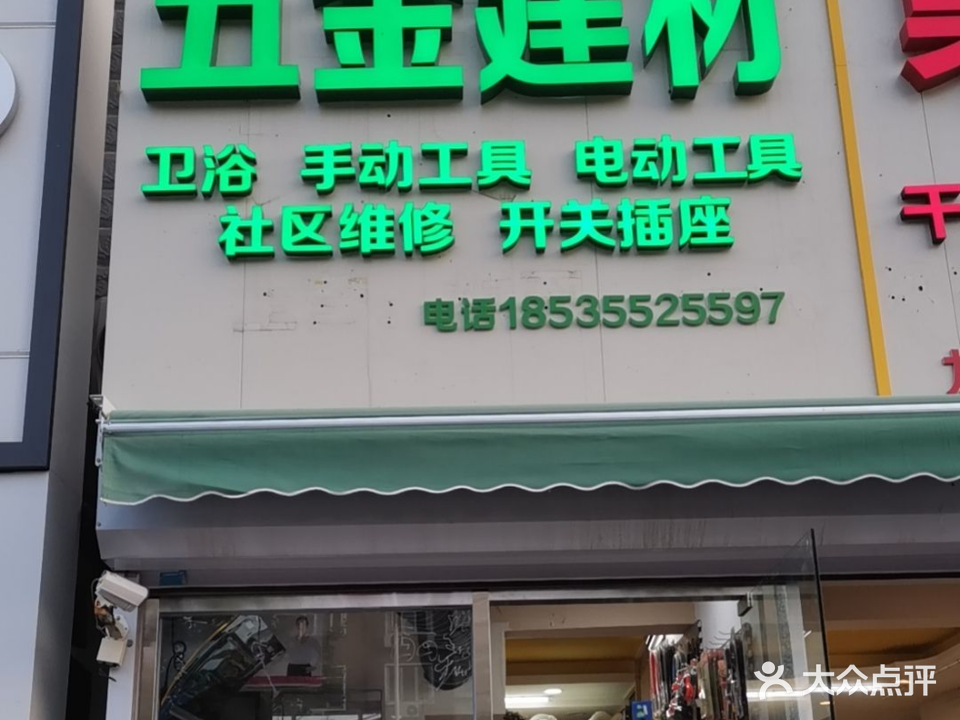 五金建材
卫浴 手动工具 电动工具
社区维修 开关插座
电话18535525597
干
大众点评